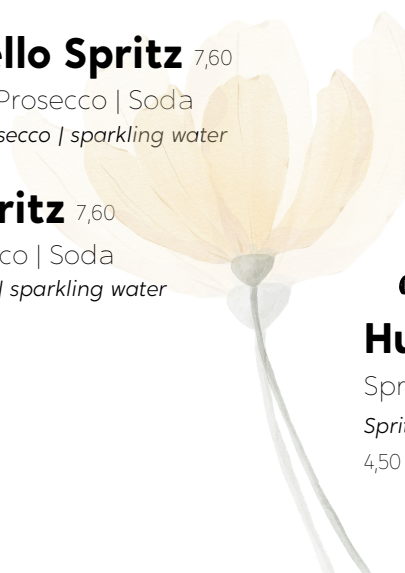 ello Spritz 7,60
Prosecco | Soda
secco | sparkling water
ritz 7,60
co | Soda
| sparkling water
Hu
Spr
Sprit
4,50